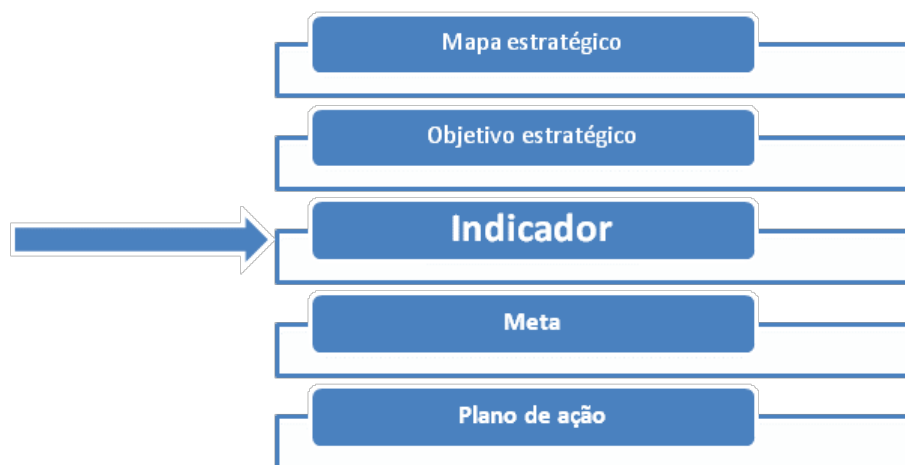 Mapa estratégico
Objetivo estratégico
Indicador
Meta
Plano de ação